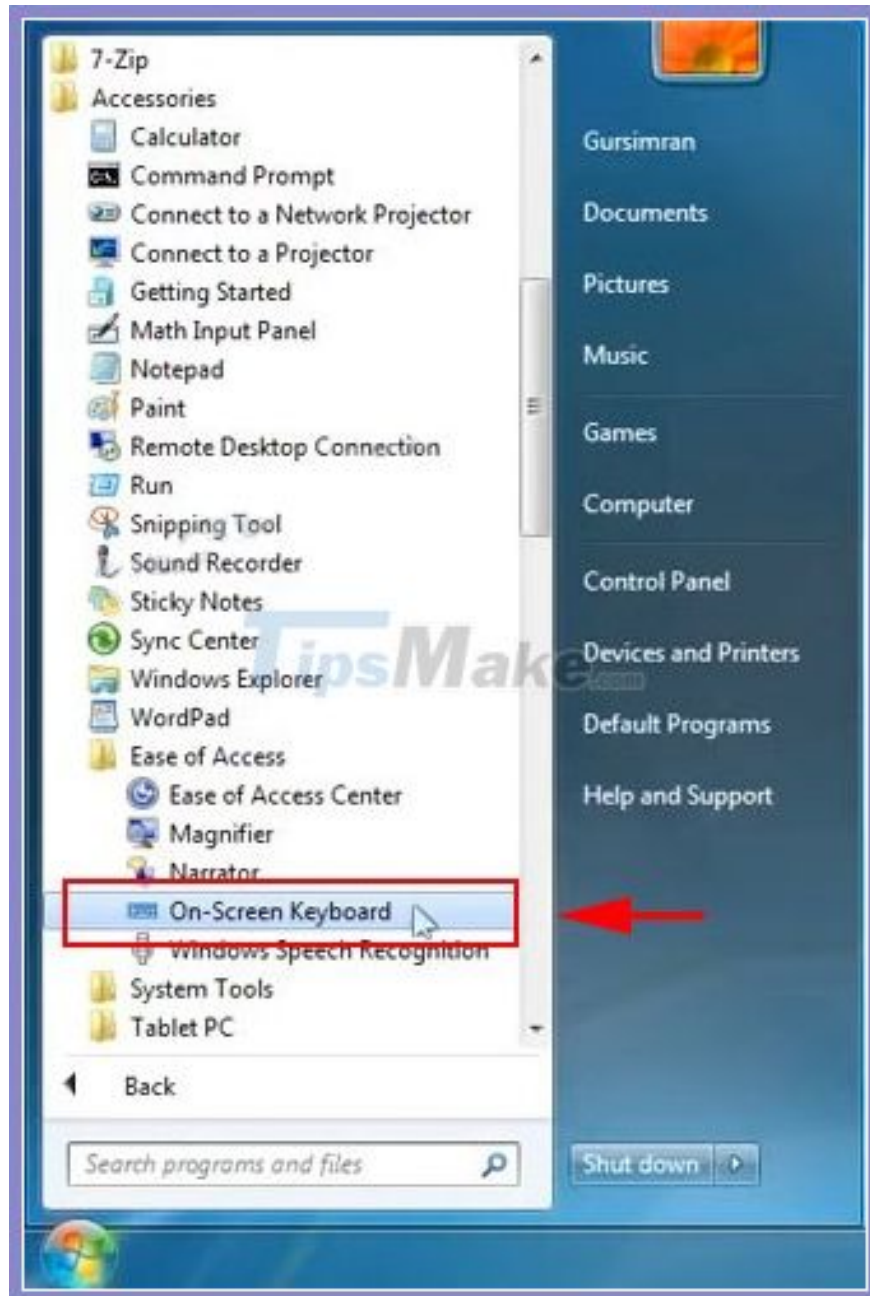 7-Zip
Accessories
Calculator
Command Prompt
Connect to a Network Projector
Connect to a Projector
Getting Started
Math Input Panel
Notepad
Paint
Remote Desktop Connection
Run
Snipping Tool
Sound Recorder
Sticky Notes
Sync Center
Windows Explorer
WordPad
Ease of Access
Ease of Access Center
Magnifier
Narrator
On-Screen Keyboard
Windows Speech Recognition
System Tools
Tablet PC
Back
Search programs and files
Gursimran
Documents
Pictures
Music
Games
Computer
Control Panel
Devices and Printers
Default Programs
Help and Support
Shut down
TipsMake.com